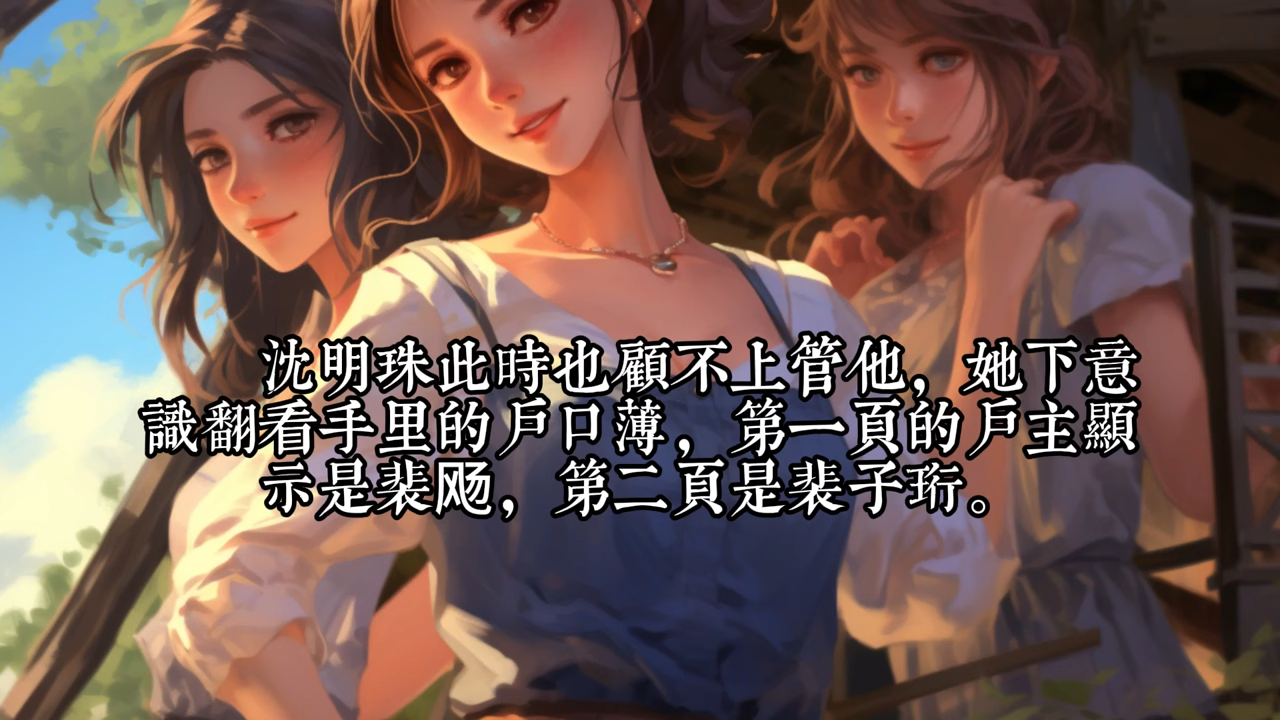 沈明珠此時也顧不上管他，她下意
識翻看手里的戶口薄，第一頁的戶主顯
示是裴飏，第二頁是裴子珩。